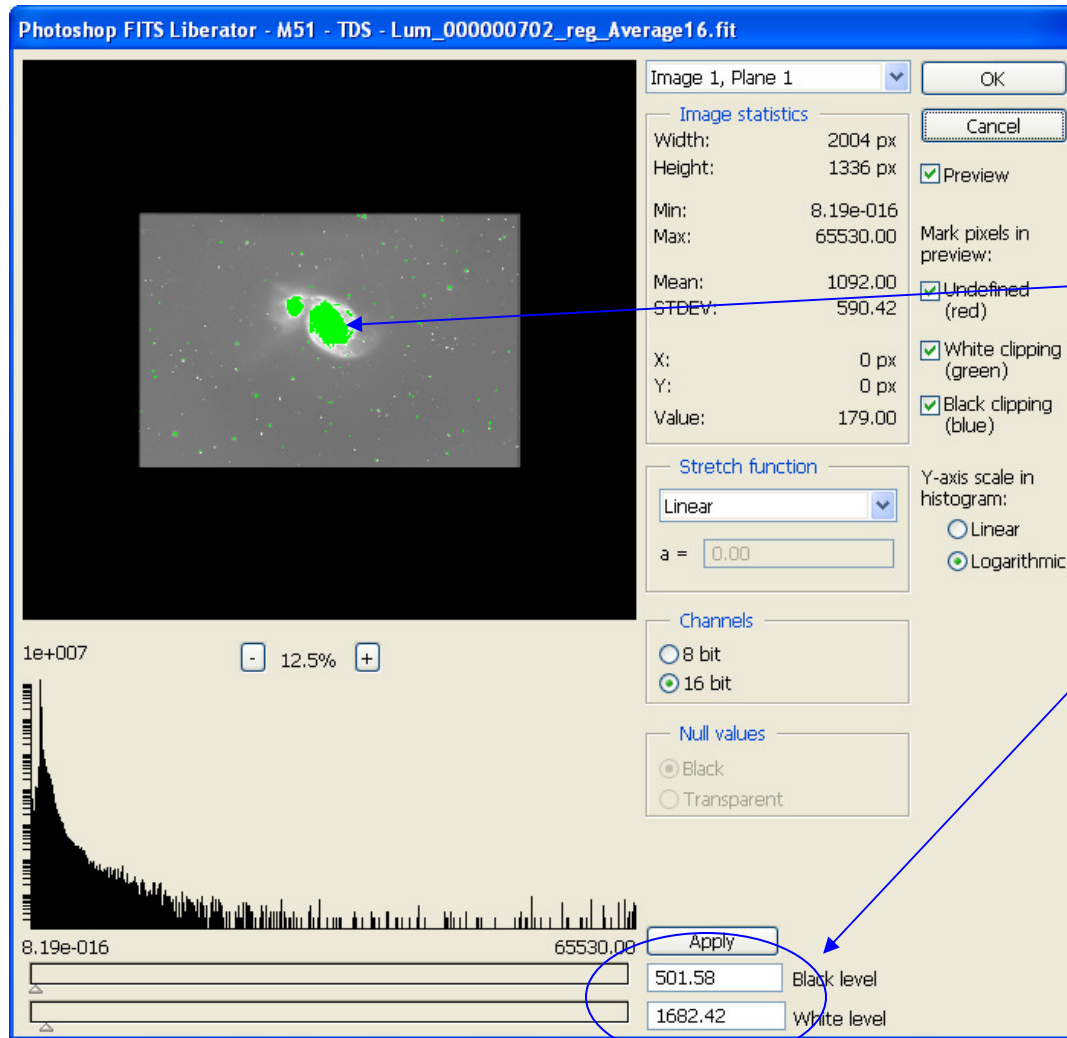 Photoshop FITS Liberator - M51 - TDS - Lum_000000702_reg_Average16.fit
Image 1, Plane 1
OK
Image statistics
Cancel
Width: 2004 px
Height: 1336 px
Preview
Min: 8.19e-016
Max: 65530.00
Mark pixels in
preview:
Mean: 1092.00
STDEV: 590.42
Undefined
(red)
X: 0 px
Y: 0 px
Value: 179.00
White clipping
(green)
Black clipping
(blue)
Stretch function
Linear
a = 0.00
Y-axis scale in
histogram:
Linear
Logarithmic
Channels
8 bit
16 bit
Null values
Black
Transparent
1e+007
- 12.5% +
8.19e-016 65530.00
Apply
501.58 Black level
1682.42 White level